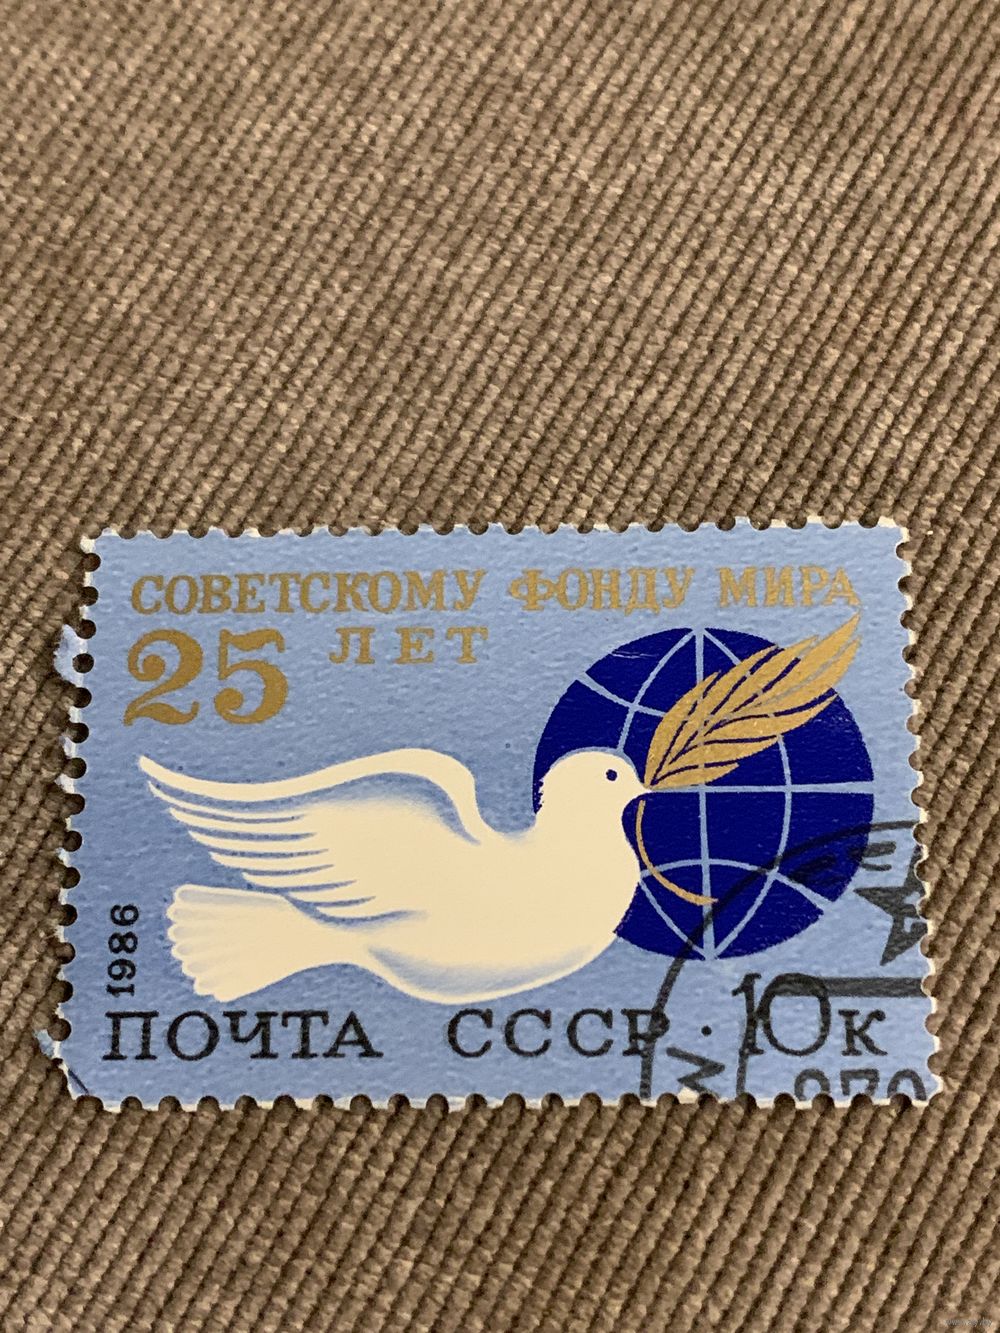 СОВЕТСКОМУ ФОНДУ МИРА
25 ЛЕТ
1986
ПОЧТА СССР · 10к